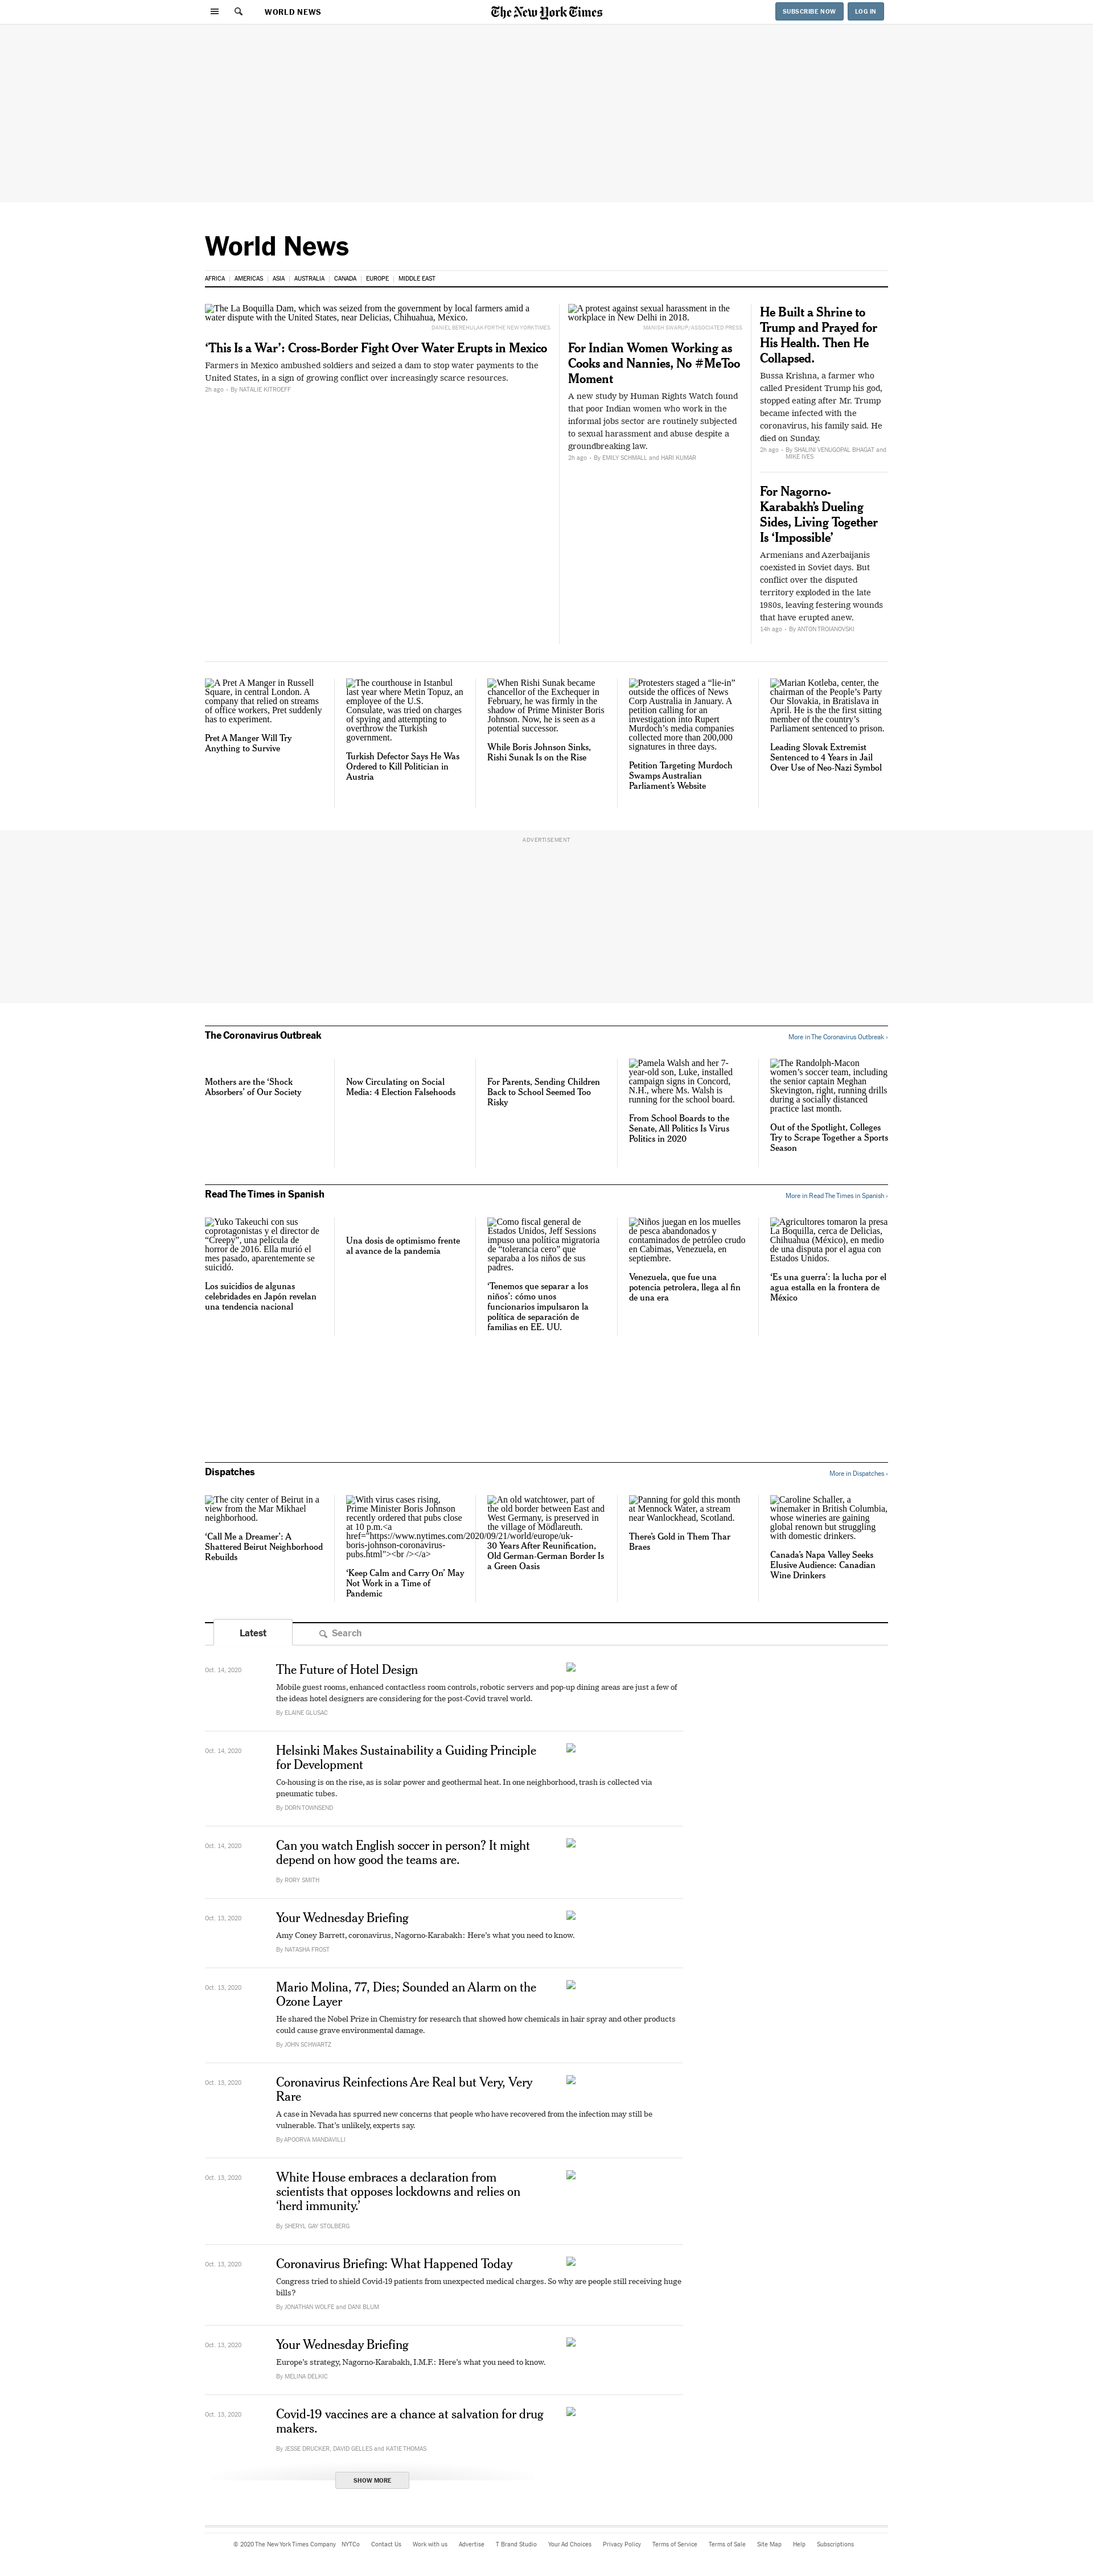 WORLD NEWS
The New York Times
SUBSCRIBE NOW
LOG IN
World News
AFRICA
AMERICAS
ASIA
AUSTRALIA
CANADA
EUROPE
MIDDLE EAST
The La Boquilla Dam, which was seized from the government by local farmers amid a
water dispute with the United States, near Delicias, Chihuahua, Mexico.
DANIEL BEREHULAK FOR THE NEW YORK TIMES
‘This Is a War’: Cross-Border Fight Over Water Erupts in Mexico
Farmers in Mexico ambushed soldiers and seized a dam to stop water payments to the
United States, in a sign of growing conflict over increasingly scarce resources.
2h ago - By NATALIE KITROEFF
A protest against sexual harassment in the
workplace in New Delhi in 2018.
MANISH SWARUP/ASSOCIATED PRESS
For Indian Women Working as
Cooks and Nannies, No #MeToo
Moment
A new study by Human Rights Watch found
that poor Indian women who work in the
informal jobs sector are routinely subjected
to sexual harassment and abuse despite a
groundbreaking law.
2h ago - By EMILY SCHMALL and HARI KUMAR
He Built a Shrine to
Trump and Prayed for
His Health. Then He
Collapsed.
Bussa Krishna, a farmer who
called President Trump his god,
stopped eating after Mr. Trump
became infected with the
coronavirus, his family said. He
died on Sunday.
2h ago - By SHALINI VENUGOPAL BHAGAT and
MIKE IVES
For Nagorno-
Karabakh’s Dueling
Sides, Living Together
Is ‘Impossible’
Armenians and Azerbaijanis
coexisted in Soviet days. But
conflict over the disputed
territory exploded in the late
1980s, leaving festering wounds
that have erupted anew.
14h ago - By ANTON TROIANOVSKI
A Pret A Manger in Russell
Square, in central London. A
company that relied on streams
of office workers, Pret suddenly
has to experiment.
Pret A Manger Will Try
Anything to Survive
The courthouse in Istanbul
last year where Metin Topuz, an
employee of the U.S.
Consulate, was tried on charges
of spying and attempting to
overthrow the Turkish
government.
Turkish Defector Says He Was
Ordered to Kill Politician in
Austria
When Rishi Sunak became
chancellor of the Exchequer in
February, he was firmly in the
shadow of Prime Minister Boris
Johnson. Now, he is seen as a
potential successor.
While Boris Johnson Sinks,
Rishi Sunak Is on the Rise
Protesters staged a “lie-in”
outside the offices of News
Corp Australia in January. A
petition calling for an
investigation into Rupert
Murdoch’s media companies
collected more than 200,000
signatures in three days.
Petition Targeting Murdoch
Swamps Australian
Parliament’s Website
Marian Kotleba, center, the
chairman of the People’s Party
Our Slovakia, in Bratislava in
April. He is the the first sitting
member of the country’s
Parliament sentenced to prison.
Leading Slovak Extremist
Sentenced to 4 Years in Jail
Over Use of Neo-Nazi Symbol
ADVERTISEMENT
The Coronavirus Outbreak
More in The Coronavirus Outbreak ›
Mothers are the ‘Shock
Absorbers’ of Our Society
Now Circulating on Social
Media: 4 Election Falsehoods
For Parents, Sending Children
Back to School Seemed Too
Risky
Pamela Walsh and her 7-
year-old son, Luke, installed
campaign signs in Concord,
N.H., where Ms. Walsh is
running for the school board.
From School Boards to the
Senate, All Politics Is Virus
Politics in 2020
The Randolph-Macon
women’s soccer team, including
the senior captain Meghan
Skevington, right, running drills
during a socially distanced
practice last month.
Out of the Spotlight, Colleges
Try to Scrape Together a Sports
Season
Read The Times in Spanish
More in Read The Times in Spanish ›
Yuko Takeuchi con sus
coprotagonistas y el director de
“Creepy”, una película de
horror de 2016. Ella murió el
mes pasado, aparentemente se
suicidó.
Los suicidios de algunas
celebridades en Japón revelan
una tendencia nacional
Una dosis de optimismo frente
al avance de la pandemia
Como fiscal general de
Estados Unidos, Jeff Sessions
impuso una política migratoria
de “tolerancia cero” que
separaba a los niños de sus
padres.
‘Tenemos que separar a los
niños’: cómo unos
funcionarios impulsaron la
política de separación de
familias en EE. UU.
Niños juegan en los muelles
de pesca abandonados y
contaminados de petróleo crudo
en Cabimas, Venezuela, en
septiembre.
Venezuela, que fue una
potencia petrolera, llega al fin
de una era
Agricultores tomaron la presa
La Boquilla, cerca de Delicias,
Chihuahua (México), en medio
de una disputa por el agua con
Estados Unidos.
‘Es una guerra’: la lucha por el
agua estalla en la frontera de
México
Dispatches
More in Dispatches ›
The city center of Beirut in a
view from the Mar Mikhael
neighborhood.
‘Call Me a Dreamer’: A
Shattered Beirut Neighborhood
Rebuilds
With virus cases rising,
Prime Minister Boris Johnson
recently ordered that pubs close
at 10 p.m.<a
href="https://www.nytimes.com/2020/09/21/world/europe/uk-
boris-johnson-coronavirus-
pubs.html"><br /></a>
‘Keep Calm and Carry On’ May
Not Work in a Time of
Pandemic
An old watchtower, part of
the old border between East and
West Germany, is preserved in
the village of Mödlareuth.
30 Years After Reunification,
Old German-German Border Is
a Green Oasis
Panning for gold this month
at Mennock Water, a stream
near Wanlockhead, Scotland.
There’s Gold in Them Thar
Braes
Caroline Schaller, a
winemaker in British Columbia,
whose wineries are gaining
global renown but struggling
with domestic drinkers.
Canada’s Napa Valley Seeks
Elusive Audience: Canadian
Wine Drinkers
Latest
Search
Oct. 14, 2020
The Future of Hotel Design
Mobile guest rooms, enhanced contactless room controls, robotic servers and pop-up dining areas are just a few of
the ideas hotel designers are considering for the post-Covid travel world.
By ELAINE GLUSAC
Oct. 14, 2020
Helsinki Makes Sustainability a Guiding Principle
for Development
Co-housing is on the rise, as is solar power and geothermal heat. In one neighborhood, trash is collected via
pneumatic tubes.
By DORN TOWNSEND
Oct. 14, 2020
Can you watch English soccer in person? It might
depend on how good the teams are.
By RORY SMITH
Oct. 13, 2020
Your Wednesday Briefing
Amy Coney Barrett, coronavirus, Nagorno-Karabakh: Here’s what you need to know.
By NATASHA FROST
Oct. 13, 2020
Mario Molina, 77, Dies; Sounded an Alarm on the
Ozone Layer
He shared the Nobel Prize in Chemistry for research that showed how chemicals in hair spray and other products
could cause grave environmental damage.
By JOHN SCHWARTZ
Oct. 13, 2020
Coronavirus Reinfections Are Real but Very, Very
Rare
A case in Nevada has spurred new concerns that people who have recovered from the infection may still be
vulnerable. That’s unlikely, experts say.
By APOORVA MANDAVILLI
Oct. 13, 2020
White House embraces a declaration from
scientists that opposes lockdowns and relies on
‘herd immunity.’
By SHERYL GAY STOLBERG
Oct. 13, 2020
Coronavirus Briefing: What Happened Today
Congress tried to shield Covid-19 patients from unexpected medical charges. So why are people still receiving huge
bills?
By JONATHAN WOLFE and DANI BLUM
Oct. 13, 2020
Your Wednesday Briefing
Europe’s strategy, Nagorno-Karabakh, I.M.F.: Here’s what you need to know.
By MELINA DELKIC
Oct. 13, 2020
Covid-19 vaccines are a chance at salvation for drug
makers.
By JESSE DRUCKER, DAVID GELLES and KATIE THOMAS
SHOW MORE
© 2020 The New York Times Company
NYTCo
Contact Us
Work with us
Advertise
T Brand Studio
Your Ad Choices
Privacy Policy
Terms of Service
Terms of Sale
Site Map
Help
Subscriptions